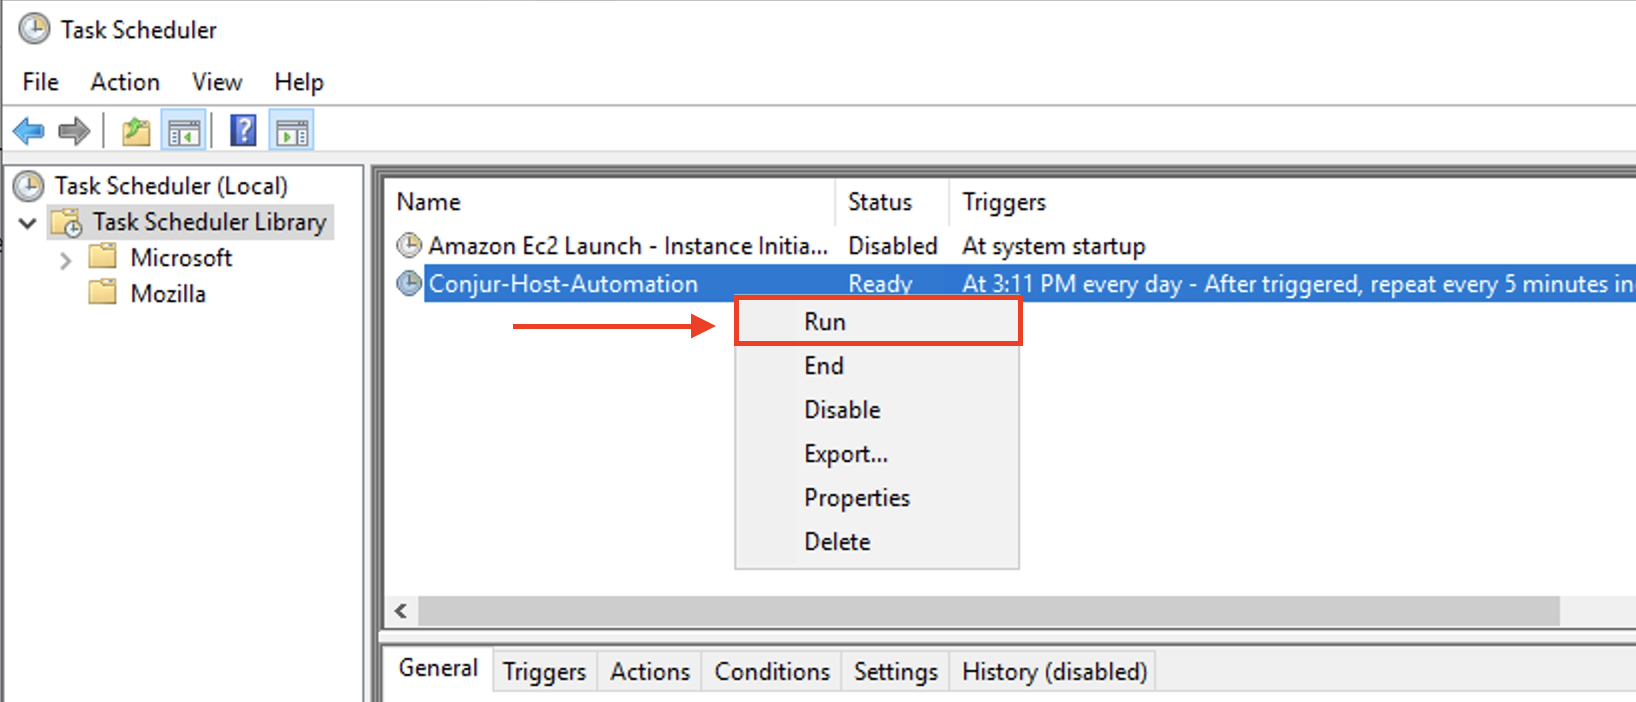 Task Scheduler
File Action View Help
Task Scheduler (Local)
Task Scheduler Library
Microsoft
Mozilla
Name Status Triggers
Amazon Ec2 Launch - Instance Initia... Disabled At system startup
Conjur-Host-Automation Ready At 3:11 PM every day - After triggered, repeat every 5 minutes in
Run
End
Disable
Export...
Properties
Delete
General Triggers Actions Conditions Settings History (disabled)